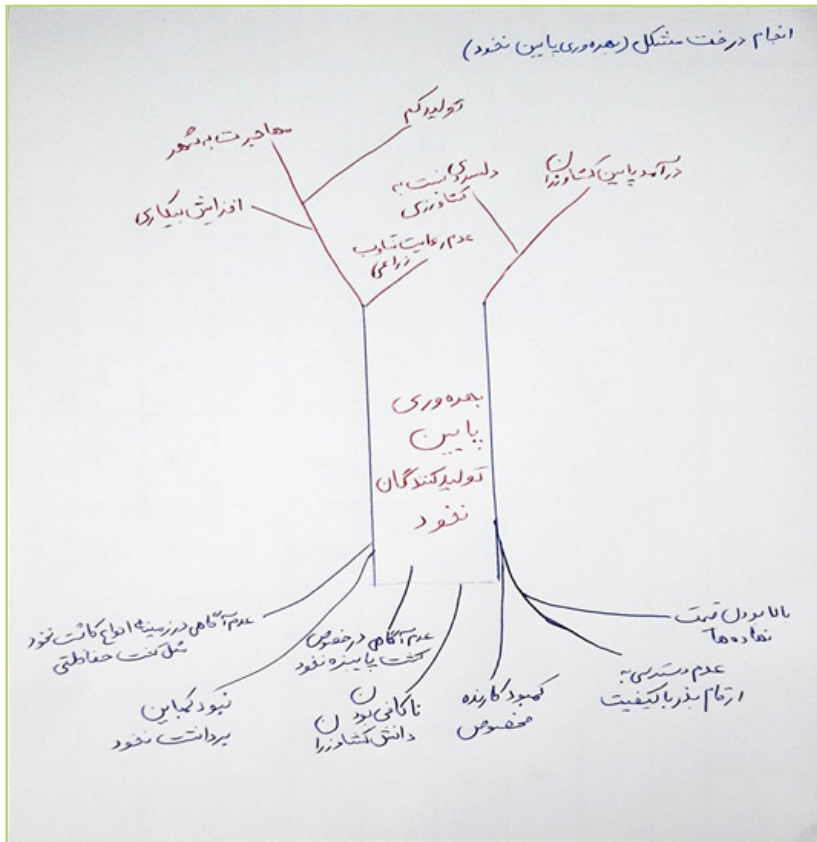 انجام درخت مشکل (بهره‌وری پایین نخود)
تولید کم
مهاجرت به شهر
افزایش بیکاری
دلسردی نسبت به
کشاورزی
درآمد پایین کشاورزان
عدم رعایت تناوب
زراعی
بهره‌وری
پایین
تولیدکنندگان
نخود
بالا بودن قیمت
نهاده‌ها
عدم دسترسی به
ارقام بذر با کیفیت
کمبود کارنده
مخصوص
ناکافی بودن
دانش کشاورزان
عدم آگاهی در خصوص
کشت پاییزه نخود
نبود کمباین
برداشت نخود
عدم آگاهی در زمینه انواع کاشت نخود
مثل کشت حفاظتی